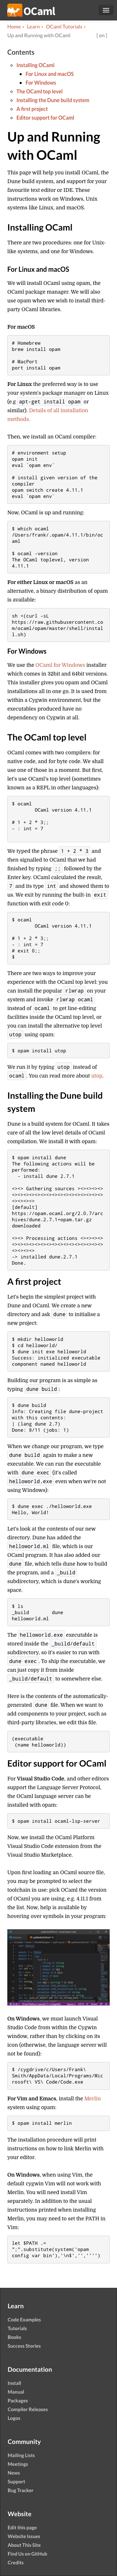 OCaml
Home › Learn › OCaml Tutorials ›
Up and Running with OCaml [ en ]
Contents
Installing OCaml
For Linux and macOS
For Windows
The OCaml top level
Installing the Dune build system
A first project
Editor support for OCaml
Up and Running
with OCaml
This page will help you install OCaml, the
Dune build system, and support for your
favourite text editor or IDE. These
instructions work on Windows, Unix
systems like Linux, and macOS.
Installing OCaml
There are two procedures: one for Unix-
like systems, and one for Windows.
For Linux and macOS
We will install OCaml using opam, the
OCaml package manager. We will also
use opam when we wish to install third-
party OCaml libraries.
For macOS
# Homebrew
brew install opam
# MacPort
port install opam
For Linux the preferred way is to use
your system's package manager on Linux
(e.g apt-get install opam or
similar). Details of all installation
methods.
Then, we install an OCaml compiler:
# environment setup
opam init
eval `opam env`
# install given version of the
compiler
opam switch create 4.11.1
eval `opam env`
Now, OCaml is up and running:
$ which ocaml
/Users/frank/.opam/4.11.1/bin/oc
aml
$ ocaml -version
The OCaml toplevel, version
4.11.1
For either Linux or macOS as an
alternative, a binary distribution of opam
is available:
sh <(curl -sL
https://raw.githubusercontent.co
m/ocaml/opam/master/shell/instal
l.sh)
For Windows
We use the OCaml for Windows installer
which comes in 32bit and 64bit versions.
This installer gives you opam and OCaml
installations all in one go. It is used from
within a Cygwin environment, but the
executables produced have no
dependency on Cygwin at all.
The OCaml top level
OCaml comes with two compilers: for
native code, and for byte code. We shall
use one of those in a moment. But first,
let's use OCaml's top level (sometimes
known as a REPL in other languages):
$ ocaml
OCaml version 4.11.1
# 1 + 2 * 3;;
- : int = 7
We typed the phrase 1 + 2 * 3 and
then signalled to OCaml that we had
finished by typing ;; followed by the
Enter key. OCaml calculated the result,
7 and its type int and showed them to
us. We exit by running the built-in exit
function with exit code 0:
$ ocaml
OCaml version 4.11.1
# 1 + 2 * 3;;
- : int = 7
# exit 0;;
$
There are two ways to improve your
experience with the OCaml top level: you
can install the popular rlwrap on your
system and invoke rlwrap ocaml
instead of ocaml to get line-editing
facilities inside the OCaml top level, or
you can install the alternative top level
utop using opam:
$ opam install utop
We run it by typing utop instead of
ocaml. You can read more about utop.
Installing the Dune build
system
Dune is a build system for OCaml. It takes
care of all the low level details of OCaml
compilation. We install it with opam:
$ opam install dune
The following actions will be
performed:
- install dune 2.7.1
<><> Gathering sources <><><><><>
[default]
https://opam.ocaml.org/2.0.7/arc
hives/dune.2.7.1+opam.tar.gz
downloaded
-> installed dune.2.7.1
Done.
A first project
Let's begin the simplest project with
Dune and OCaml. We create a new
directory and ask dune to initialise a
new project:
$ mkdir helloworld
$ cd helloworld/
$ dune init exe helloworld
Success: initialized executable
component named helloworld
Building our program is as simple as
typing dune build:
$ dune build
Info: Creating file dune-project
with this contents:
| (lang dune 2.7)
Done: 9/11 (jobs: 1)
When we change our program, we type
dune build again to make a new
executable. We can run the executable
with dune exec (it's called
helloworld.exe even when we're not
using Windows):
$ dune exec ./helloworld.exe
Hello, World!
Let's look at the contents of our new
directory. Dune has added the
helloworld.ml file, which is our
OCaml program. It has also added our
dune file, which tells dune how to build
the program, and a _build
subdirectory, which is dune's working
space.
$ ls
_build dune
helloworld.ml
The helloworld.exe executable is
stored inside the _build/default
subdirectory, so it's easier to run with
dune exec. To ship the executable, we
can just copy it from inside
_build/default to somewhere else.
Here is the contents of the automatically-
generated dune file. When we want to
add components to your project, such as
third-party libraries, we edit this file.
(executable
(name helloworld))
Editor support for OCaml
For Visual Studio Code, and other editors
support the Language Server Protocol,
the OCaml language server can be
installed with opam:
$ opam install ocaml-lsp-server
Now, we install the OCaml Platform
Visual Studio Code extension from the
Visual Studio Marketplace.
Upon first loading an OCaml source file,
you may be prompted to select the
toolchain in use: pick OCaml the version
of OCaml you are using, e.g. 4.11.1 from
the list. Now, help is available by
hovering over symbols in your program:
On Windows, we must launch Visual
Studio Code from within the Cygwin
window, rather than by clicking on its
icon (otherwise, the language server will
not be found):
$ /cygdrive/c/Users/Frank\
Smith/AppData/Local/Programs/Mic
rosoft\ VS\ Code/Code.exe
For Vim and Emacs, install the Merlin
system using opam:
$ opam install merlin
The installation procedure will print
instructions on how to link Merlin with
your editor.
On Windows, when using Vim, the
default cygwin Vim will not work with
Merlin. You will need install Vim
separately. In addition to the usual
instructions printed when installing
Merlin, you may need to set the PATH in
Vim:
let $PATH .=
";".substitute(system('opam
config var bin'),'\n$','','''')
Learn
Code Examples
Tutorials
Books
Success Stories
Documentation
Install
Manual
Packages
Compiler Releases
Logos
Community
Mailing Lists
Meetings
News
Support
Bug Tracker
Website
Edit this page
Website Issues
About This Site
Find Us on GitHub
Credits